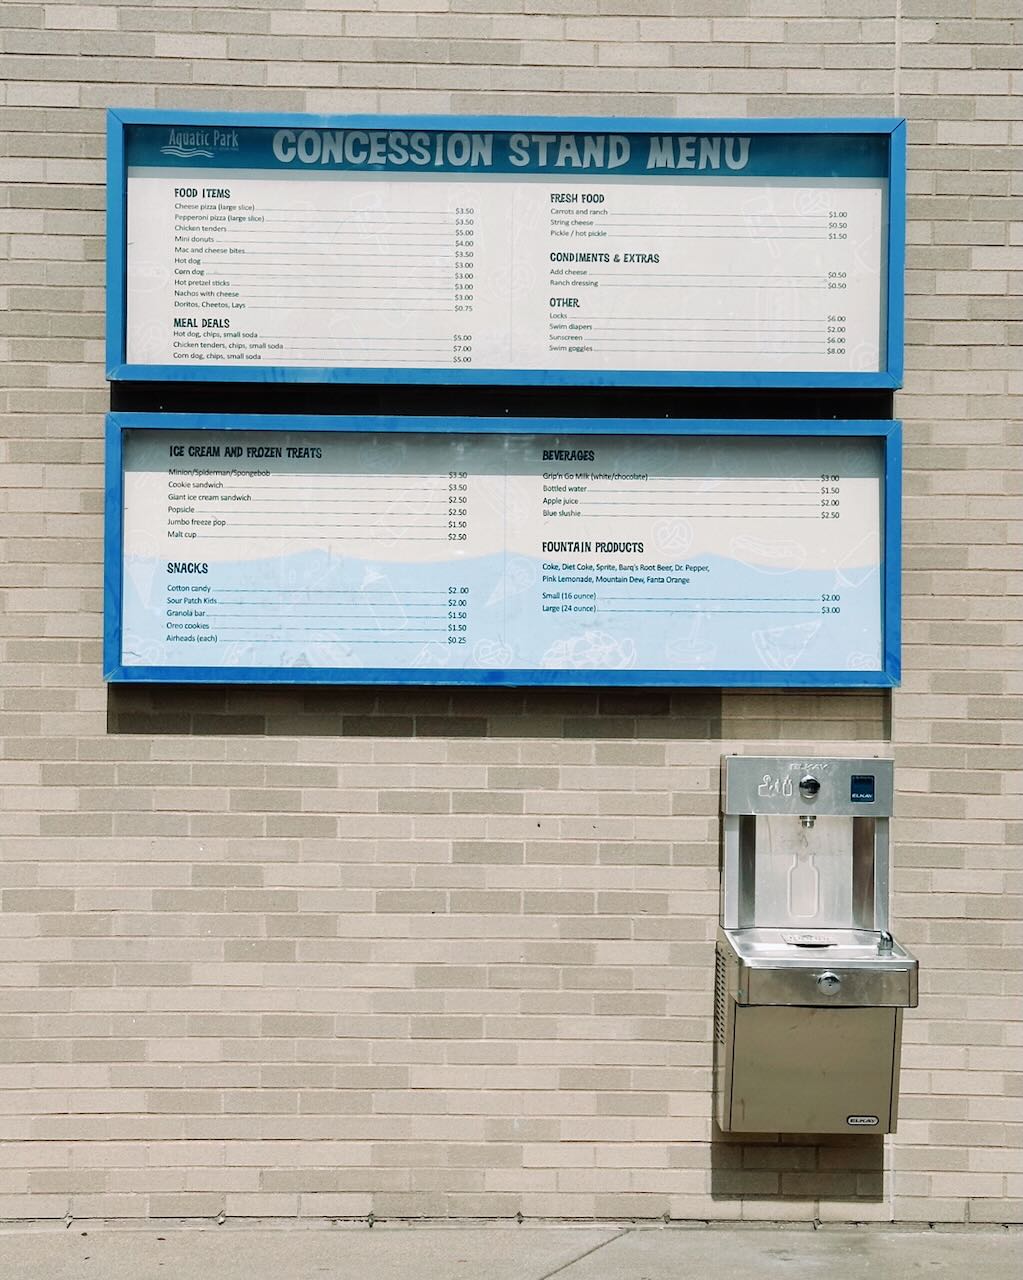 Aquatic Park
CONCESSION STAND MENU
FOOD ITEMS
Cheese pizza (large slice) $3.50
Pepperoni pizza (large slice) $3.50
Chicken tenders $5.00
Mini donuts $4.00
Mac and cheese bites $3.50
Hot dog $3.00
Corn dog $3.00
Hot pretzel sticks $3.00
Nachos with cheese $3.00
Doritos, Cheetos, Lays $0.75
MEAL DEALS
Hot dog, chips, small soda $5.00
Chicken tenders, chips, small soda $7.00
Corn dog, chips, small soda $5.00
FRESH FOOD
Carrots and ranch $1.00
String cheese $0.50
Pickle / hot pickle $1.50
CONDIMENTS & EXTRAS
Add cheese $0.50
Ranch dressing $0.50
OTHER
Locks $6.00
Swim diapers $2.00
Sunscreen $6.00
Swim goggles $8.00
ICE CREAM AND FROZEN TREATS
Minion/Spiderman/Spongebob $3.50
Cookie sandwich $3.50
Giant ice cream sandwich $2.50
Popsicle $2.50
Jumbo freeze pop $1.50
Malt cup $2.50
SNACKS
Cotton candy $2.00
Sour Patch Kids $2.00
Granola bar $1.50
Oreo cookies $1.50
Airheads (each) $0.25
BEVERAGES
Grip'n Go Milk (white/chocolate) $3.00
Bottled water $1.50
Apple juice $2.00
Blue slushie $2.50
FOUNTAIN PRODUCTS
Coke, Diet Coke, Sprite, Barq's Root Beer, Dr. Pepper,
Pink Lemonade, Mountain Dew, Fanta Orange
Small (16 ounce) $2.00
Large (24 ounce) $3.00
ELKAY
ELKAY
ELKAY